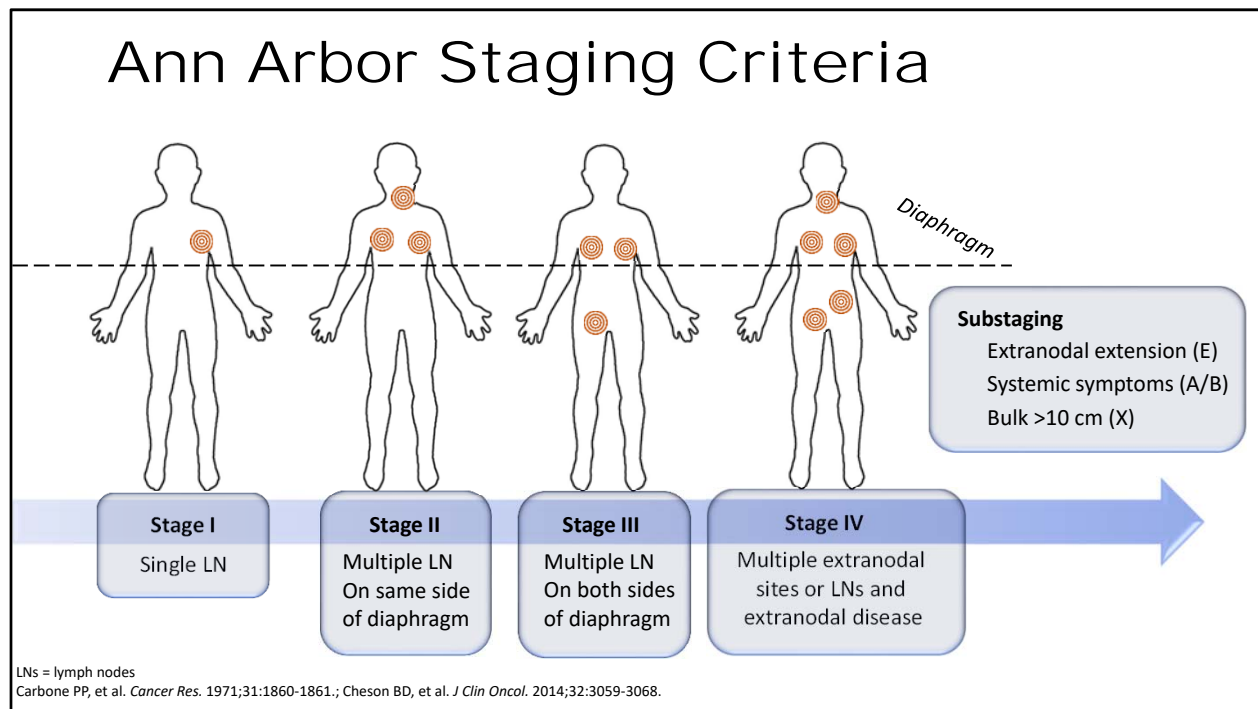 Ann Arbor Staging Criteria
Diaphragm
Substaging
Extranodal extension (E)
Systemic symptoms (A/B)
Bulk >10 cm (X)
Stage I
Single LN
Stage II
Multiple LN
On same side
of diaphragm
Stage III
Multiple LN
On both sides
of diaphragm
Stage IV
Multiple extranodal
sites or LNs and
extranodal disease
LNs = lymph nodes
Carbone PP, et al. Cancer Res. 1971;31:1860-1861.; Cheson BD, et al. J Clin Oncol. 2014;32:3059-3068.